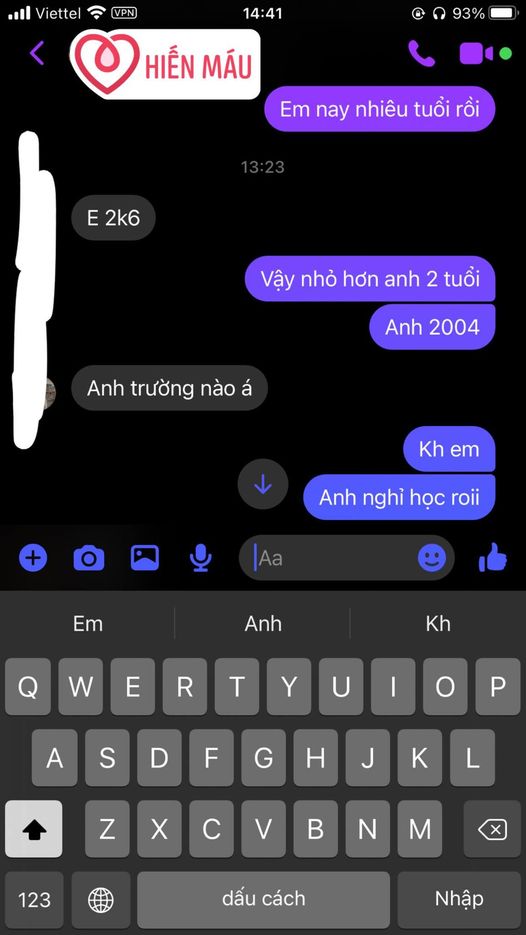 Viettel VPN 14:41 93%
HIẾN MÁU
Em nay nhiêu tuổi rồi
13:23
E 2k6
Vậy nhỏ hơn anh 2 tuổi
Anh 2004
Anh trường nào á
Kh em
Anh nghỉ học roii
Aa
Em Anh Kh
Q W E R T Y U I O P
A S D F G H J K L
Z X C V B N M
123 dấu cách Nhập